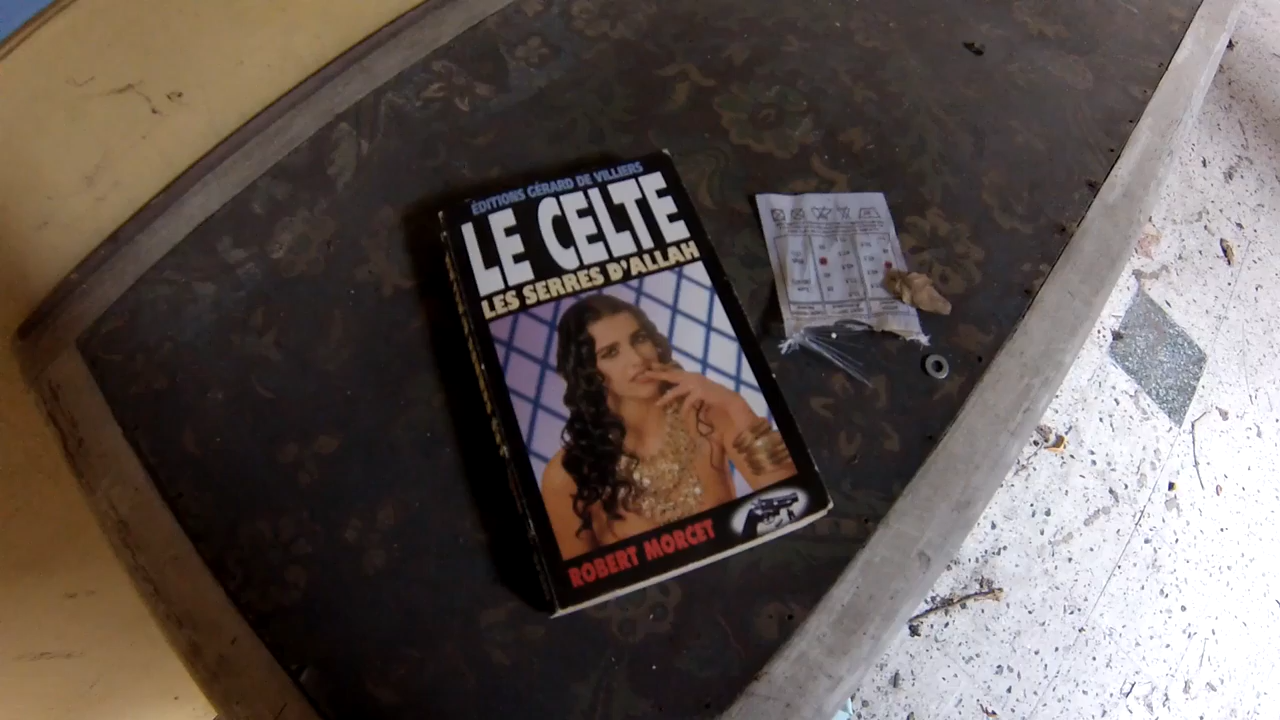 ÉDITIONS GÉRARD DE VILLIERS
LE CELTE
LES SERRES D'ALLAH
ROBERT MORCET